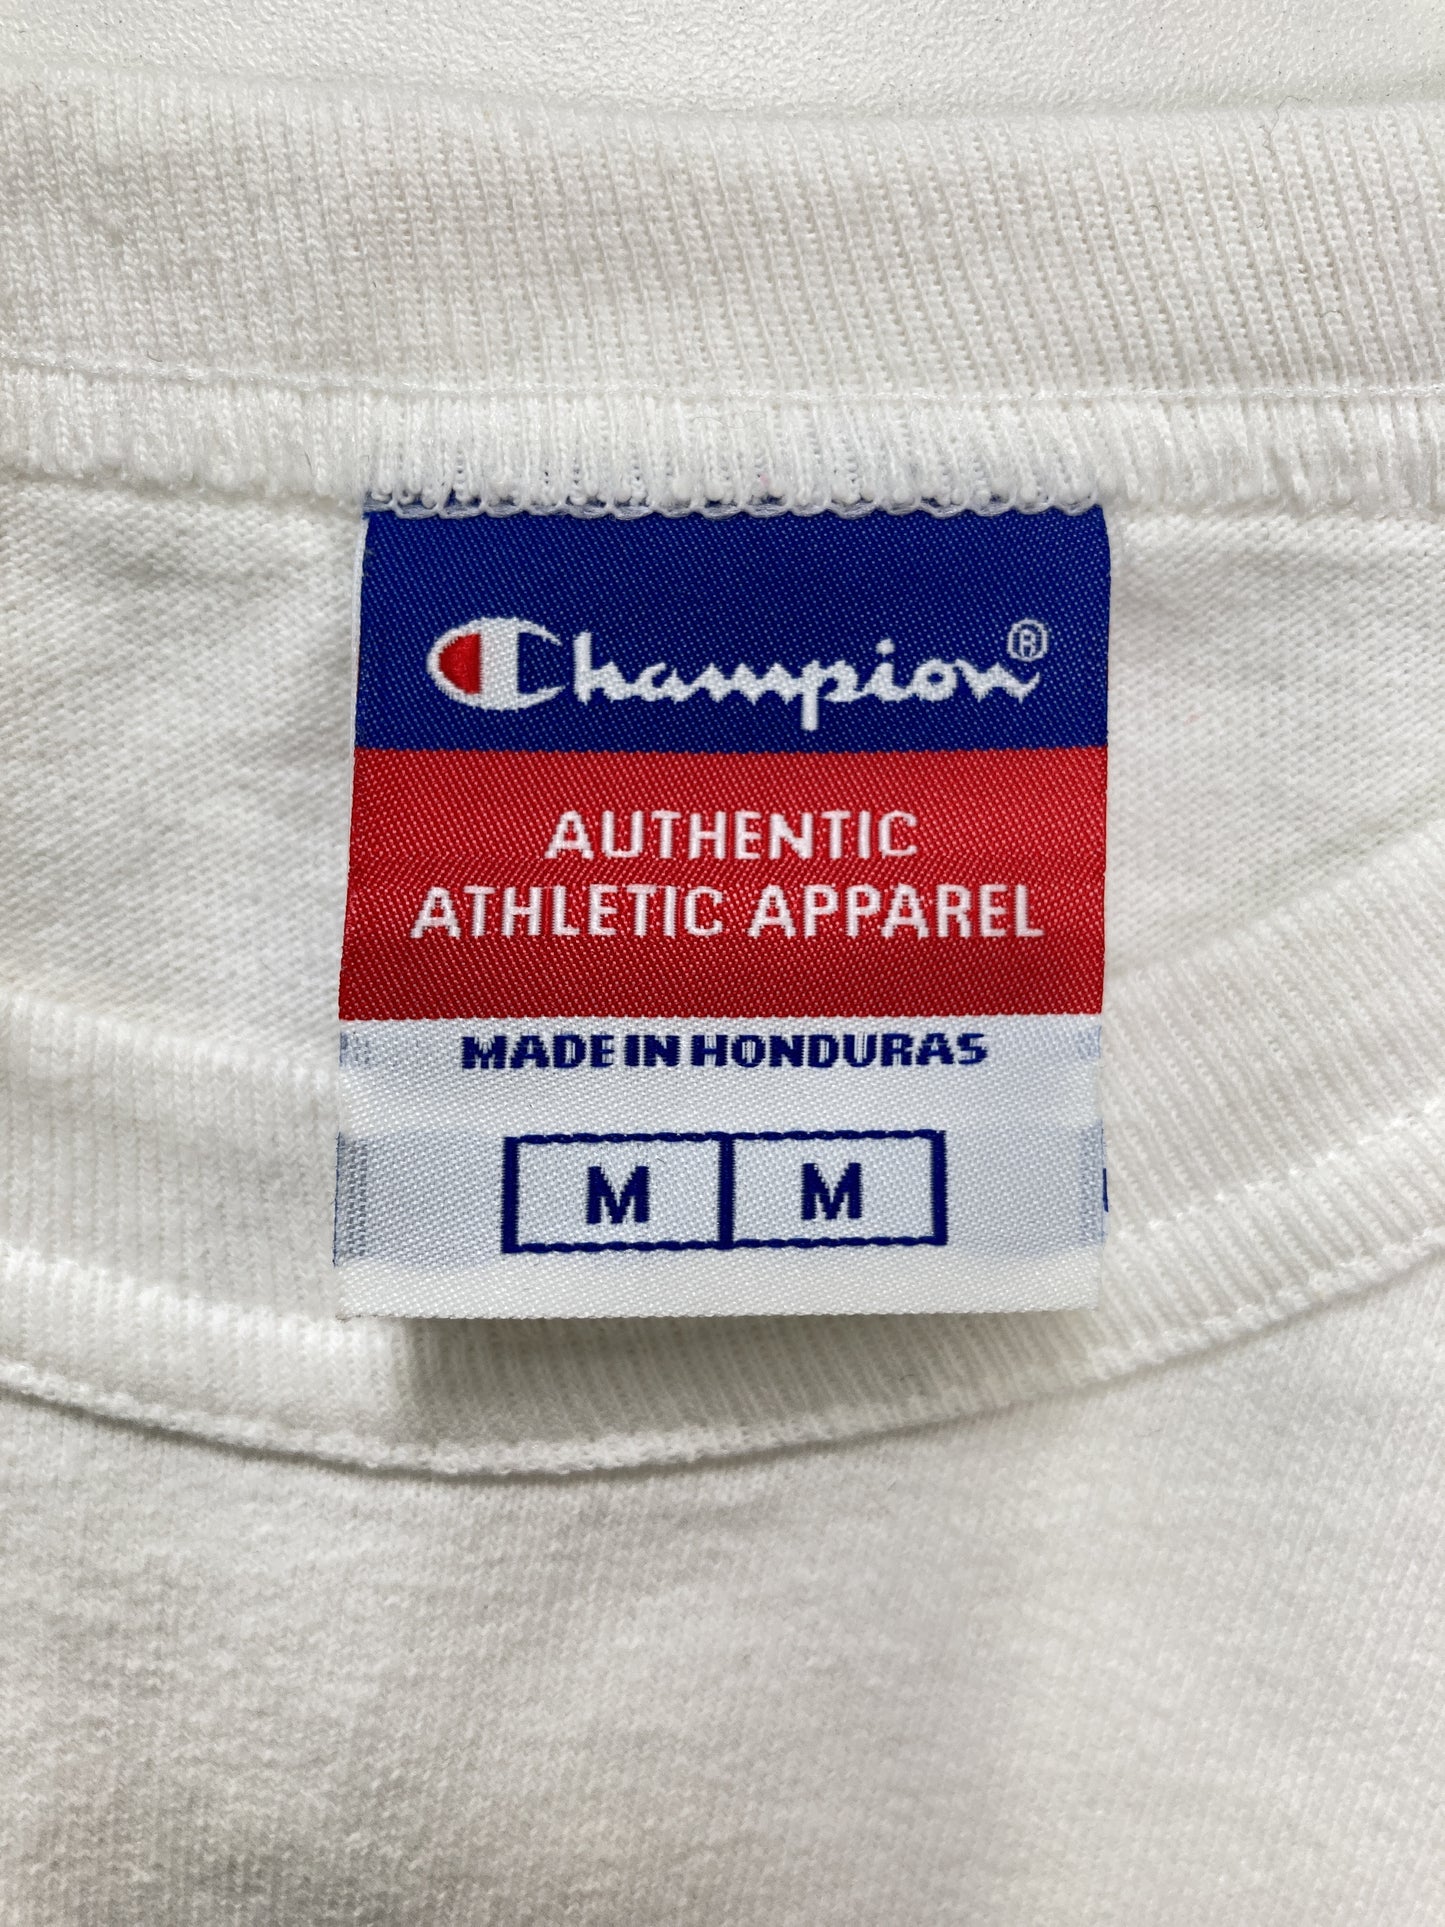 Champion®
AUTHENTIC
ATHLETIC APPAREL
MADE IN HONDURAS
M M